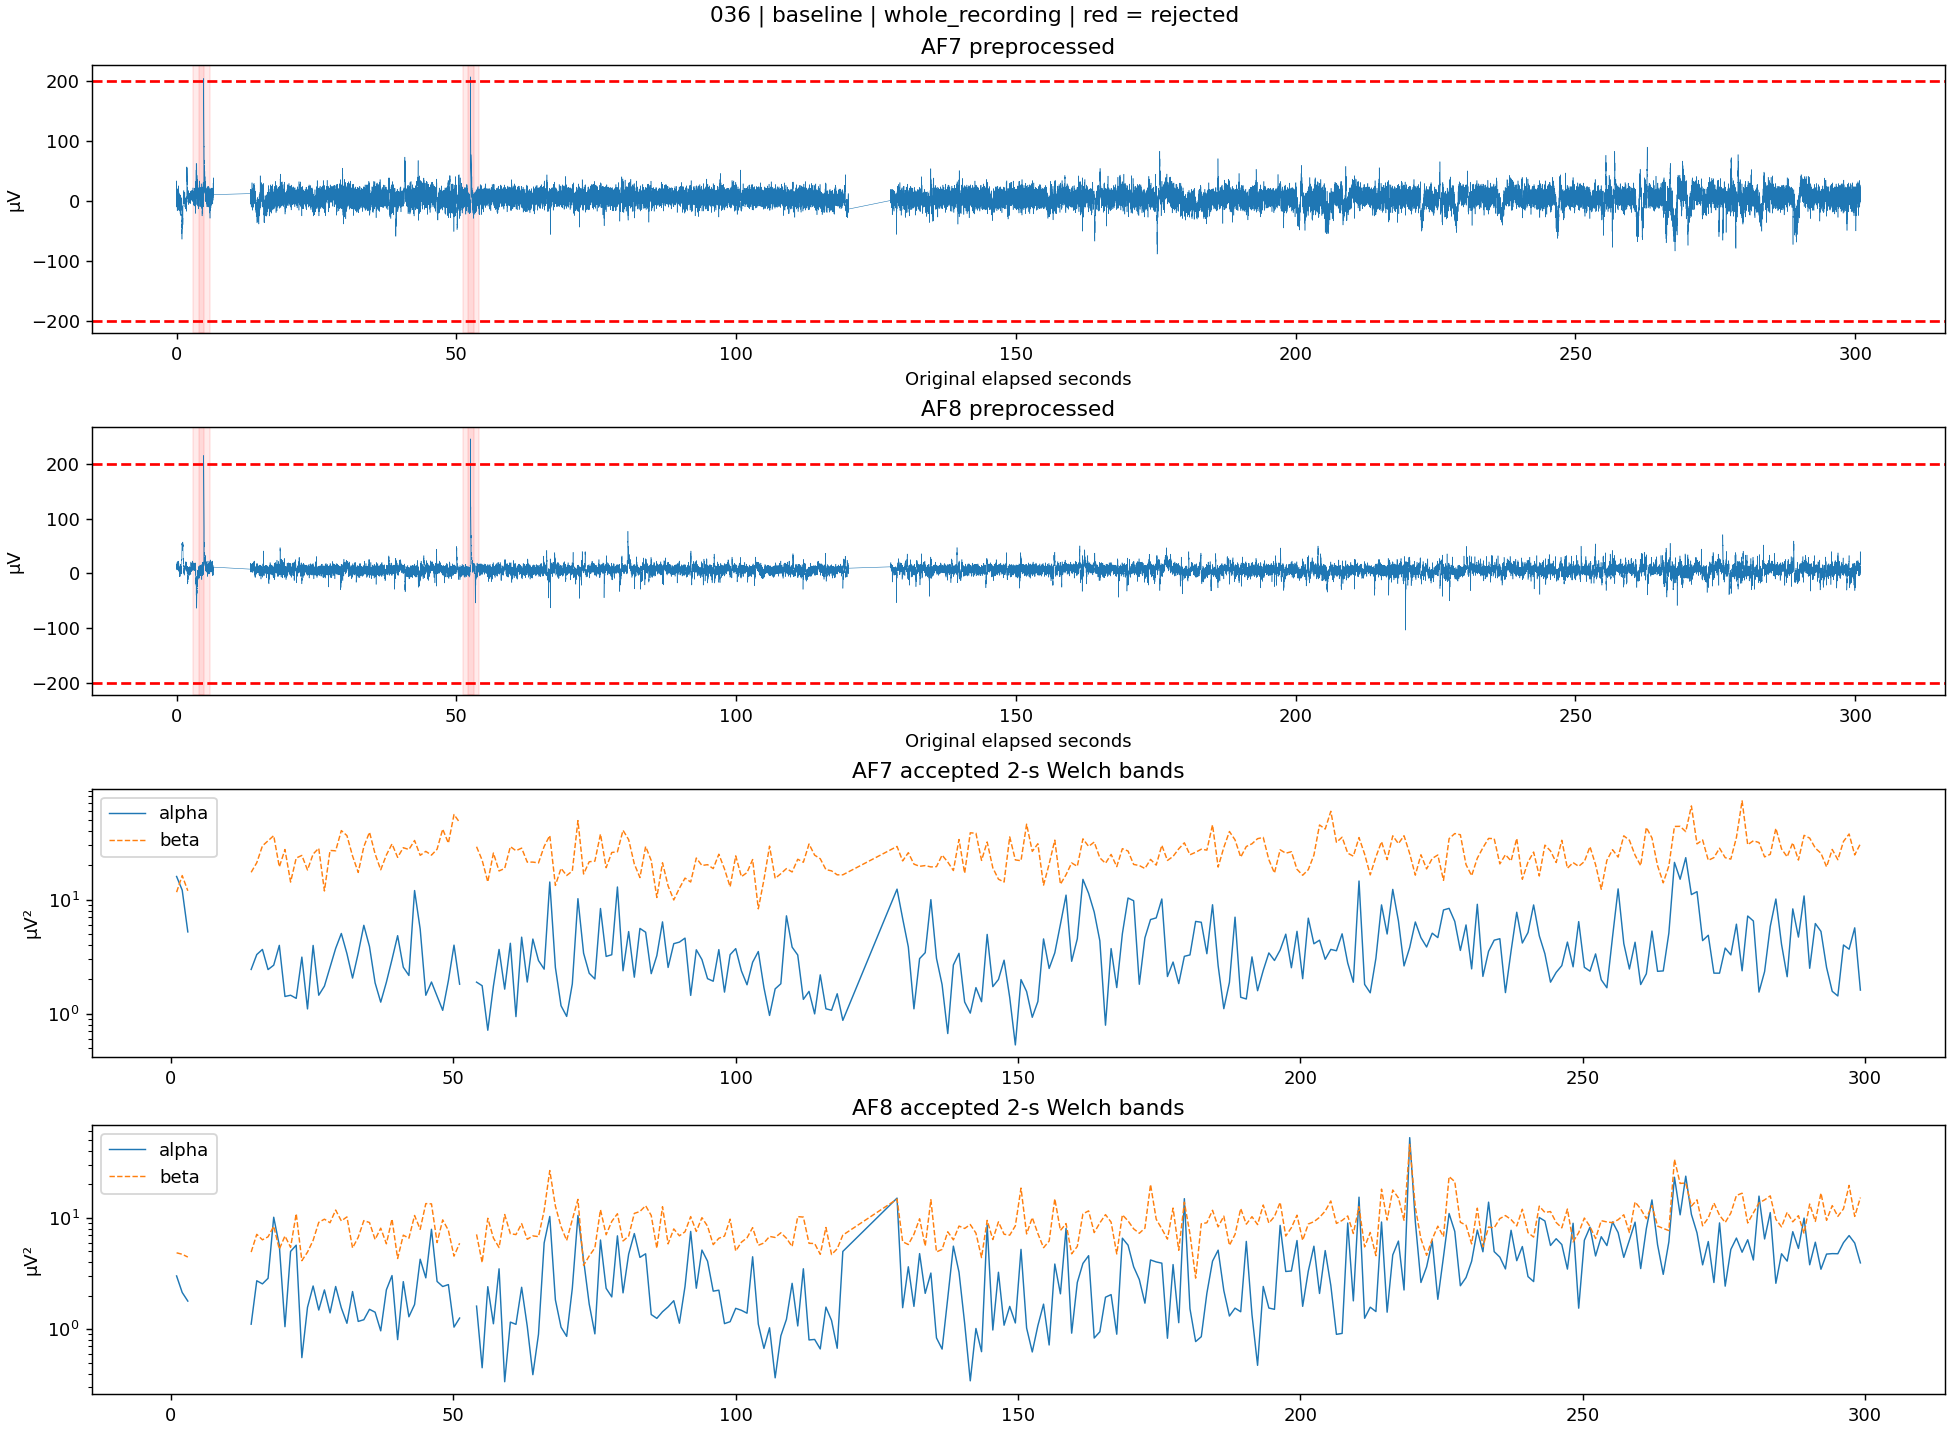 036 | baseline | whole_recording | red = rejected
AF7 preprocessed
200
100
0
−100
−200
µV
0 50 100 150 200 250 300
Original elapsed seconds
AF8 preprocessed
200
100
0
−100
−200
µV
0 50 100 150 200 250 300
Original elapsed seconds
AF7 accepted 2-s Welch bands
alpha
beta
10¹
10⁰
µV²
0 50 100 150 200 250 300
AF8 accepted 2-s Welch bands
alpha
beta
10¹
10⁰
µV²
0 50 100 150 200 250 300